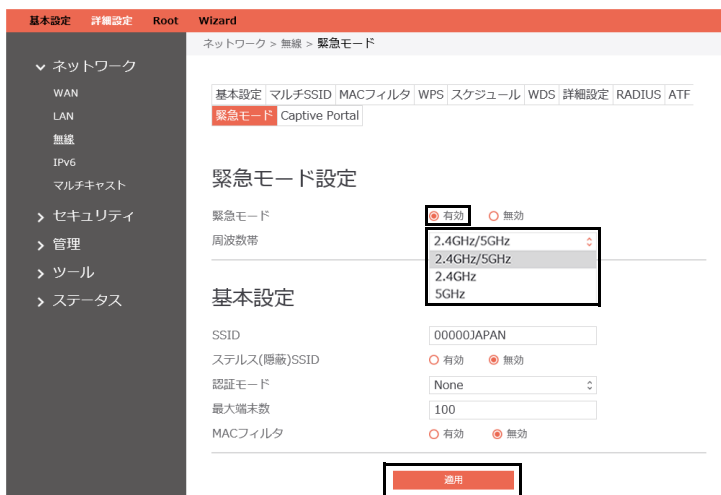 基本設定 詳細設定 Root Wizard
ネットワーク > 無線 > 緊急モード
ネットワーク
WAN
LAN
無線
IPv6
マルチキャスト
セキュリティ
管理
ツール
ステータス
基本設定 マルチSSID MACフィルタ WPS スケジュール WDS 詳細設定 RADIUS ATF
緊急モード Captive Portal
緊急モード設定
緊急モード 有効 無効
周波数帯 2.4GHz/5GHz
2.4GHz/5GHz
2.4GHz
5GHz
基本設定
SSID 00000JAPAN
ステルス(隠蔽)SSID 有効 無効
認証モード None
最大端末数 100
MACフィルタ 有効 無効
適用